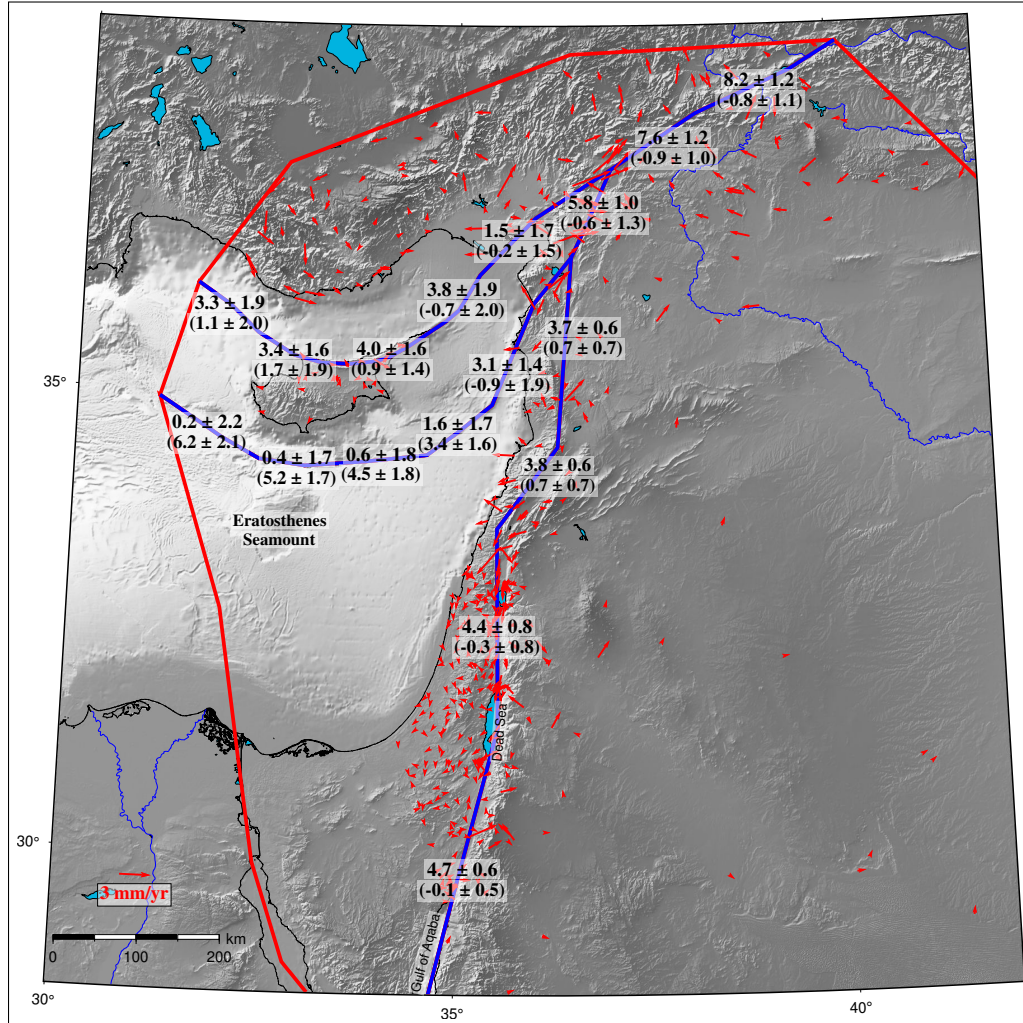 8.2 ± 1.2
(-0.8 ± 1.1)
7.6 ± 1.2
(-0.9 ± 1.0)
5.8 ± 1.0
(-0.6 ± 1.3)
1.5 ± 1.7
(-0.2 ± 1.5)
3.8 ± 1.9
(-0.7 ± 2.0)
3.3 ± 1.9
(1.1 ± 2.0)
3.7 ± 0.6
(0.7 ± 0.7)
3.4 ± 1.6
(1.7 ± 1.9)
4.0 ± 1.6
(0.9 ± 1.4)
3.1 ± 1.4
(-0.9 ± 1.9)
35°
0.2 ± 2.2
(6.2 ± 2.1)
1.6 ± 1.7
(3.4 ± 1.6)
0.4 ± 1.7
(5.2 ± 1.7)
0.6 ± 1.8
(4.5 ± 1.8)
3.8 ± 0.6
(0.7 ± 0.7)
Eratosthenes
Seamount
4.4 ± 0.8
(-0.3 ± 0.8)
Dead Sea
30°
4.7 ± 0.6
(-0.1 ± 0.5)
3 mm/yr
Gulf of Aqaba
km
0 100 200
30° 35° 40°